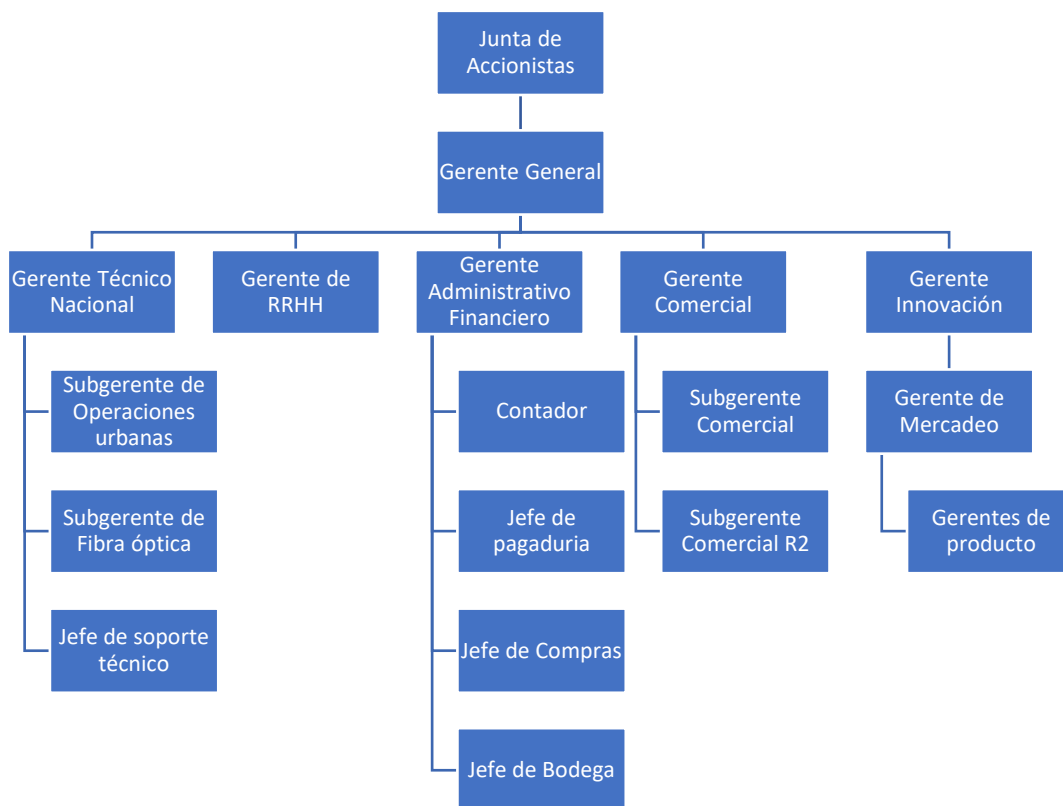 Junta de
Accionistas
Gerente General
Gerente Técnico
Nacional
Gerente de
RRHH
Gerente
Administrativo
Financiero
Gerente
Comercial
Gerente
Innovación
Subgerente de
Operaciones
urbanas
Contador
Subgerente
Comercial
Gerente de
Mercadeo
Subgerente de
Fibra óptica
Jefe de
pagaduria
Subgerente
Comercial R2
Gerentes de
producto
Jefe de soporte
técnico
Jefe de Compras
Jefe de Bodega